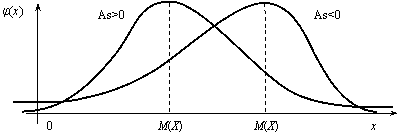 φ(x) As>0 As<0
0 M(X) M(X) x